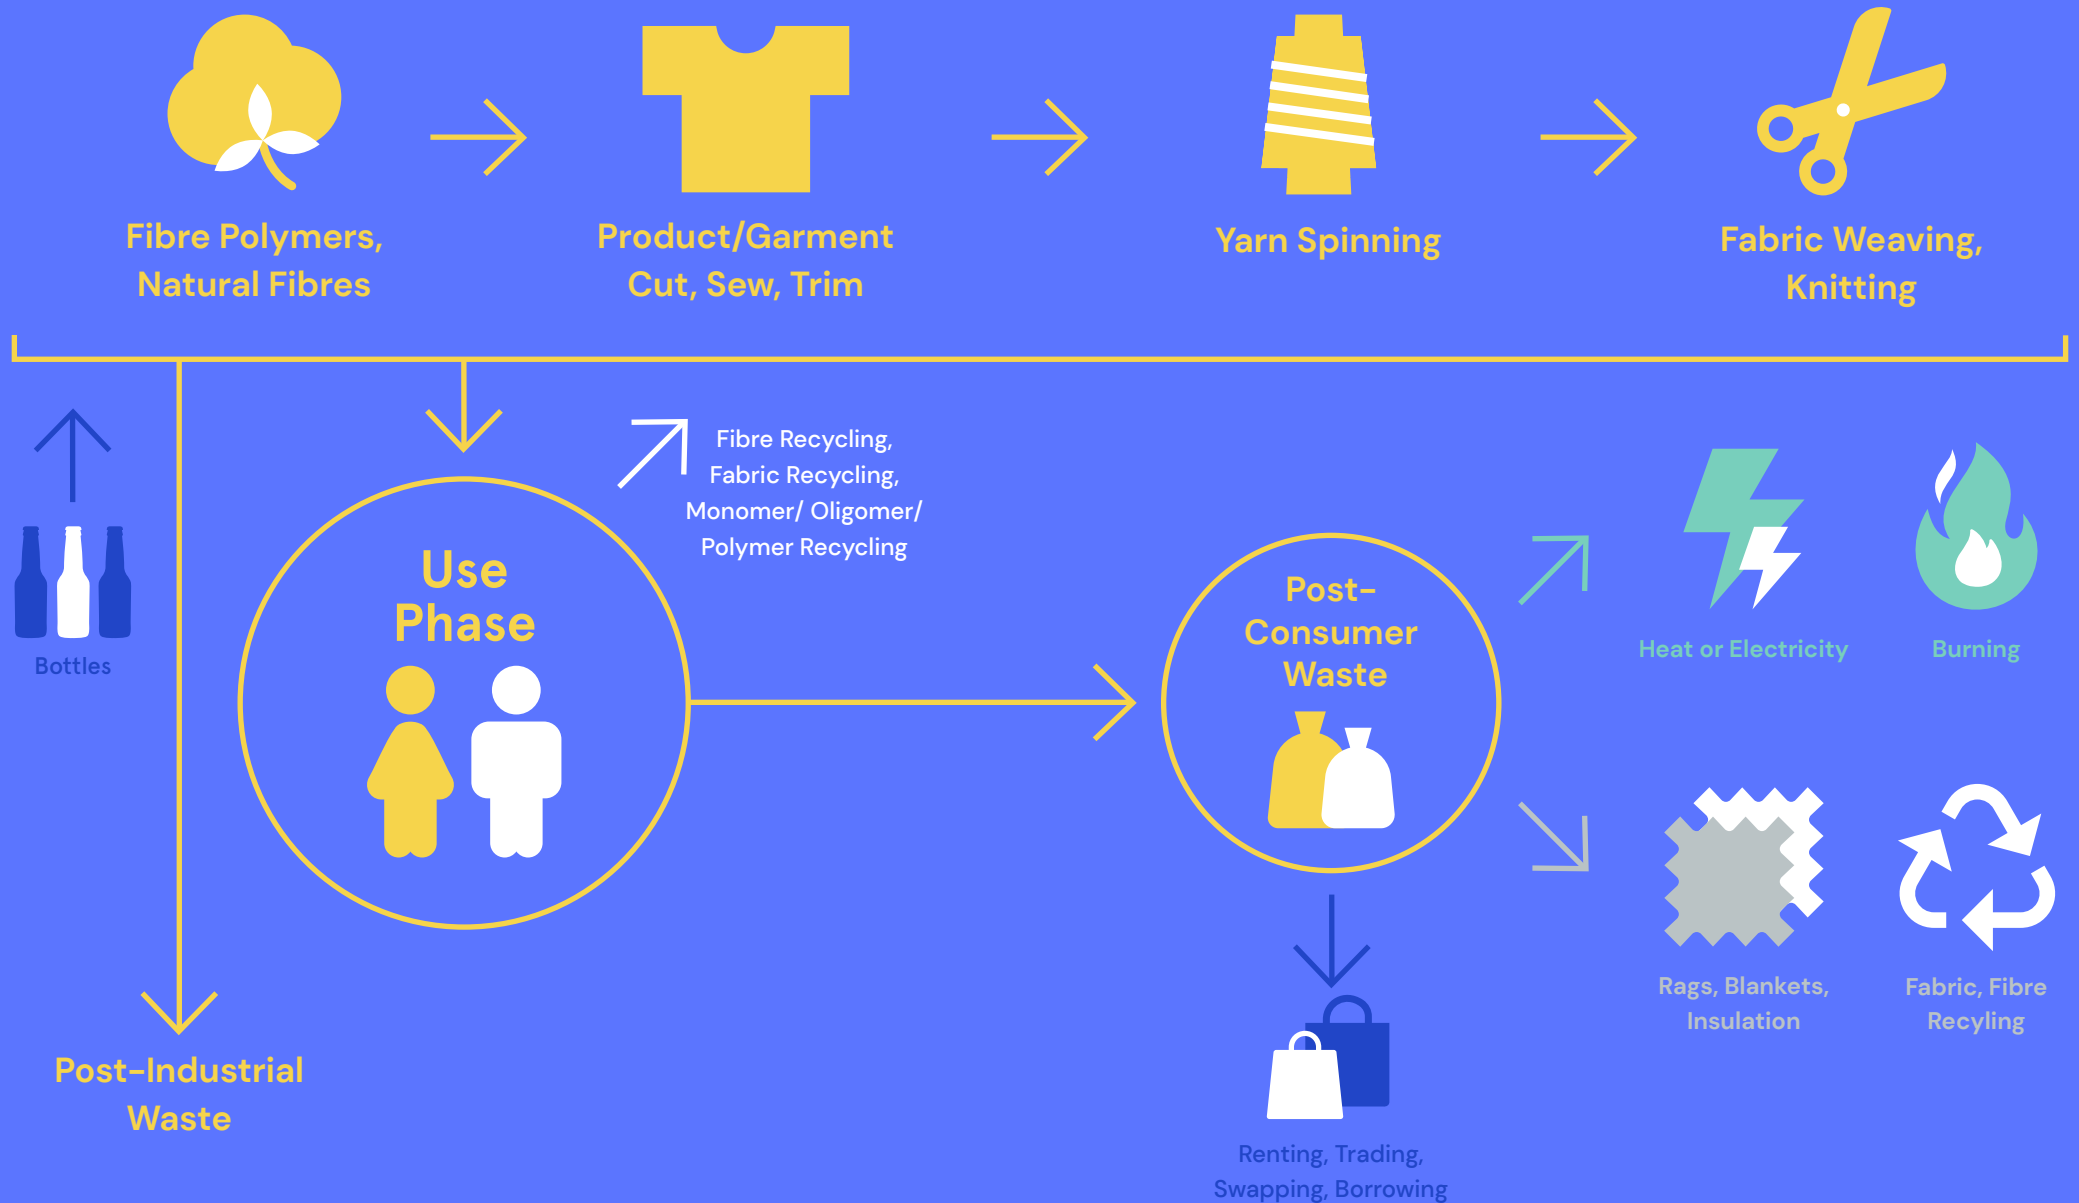 Fibre Polymers,
Natural Fibres
Product/Garment
Cut, Sew, Trim
Yarn Spinning
Fabric Weaving,
Knitting
Bottles
Fibre Recycling,
Fabric Recycling,
Monomer/ Oligomer/
Polymer Recycling
Use
Phase
Post-
Consumer
Waste
Heat or Electricity
Burning
Rags, Blankets,
Insulation
Fabric, Fibre
Recyling
Post-Industrial
Waste
Renting, Trading,
Swapping, Borrowing